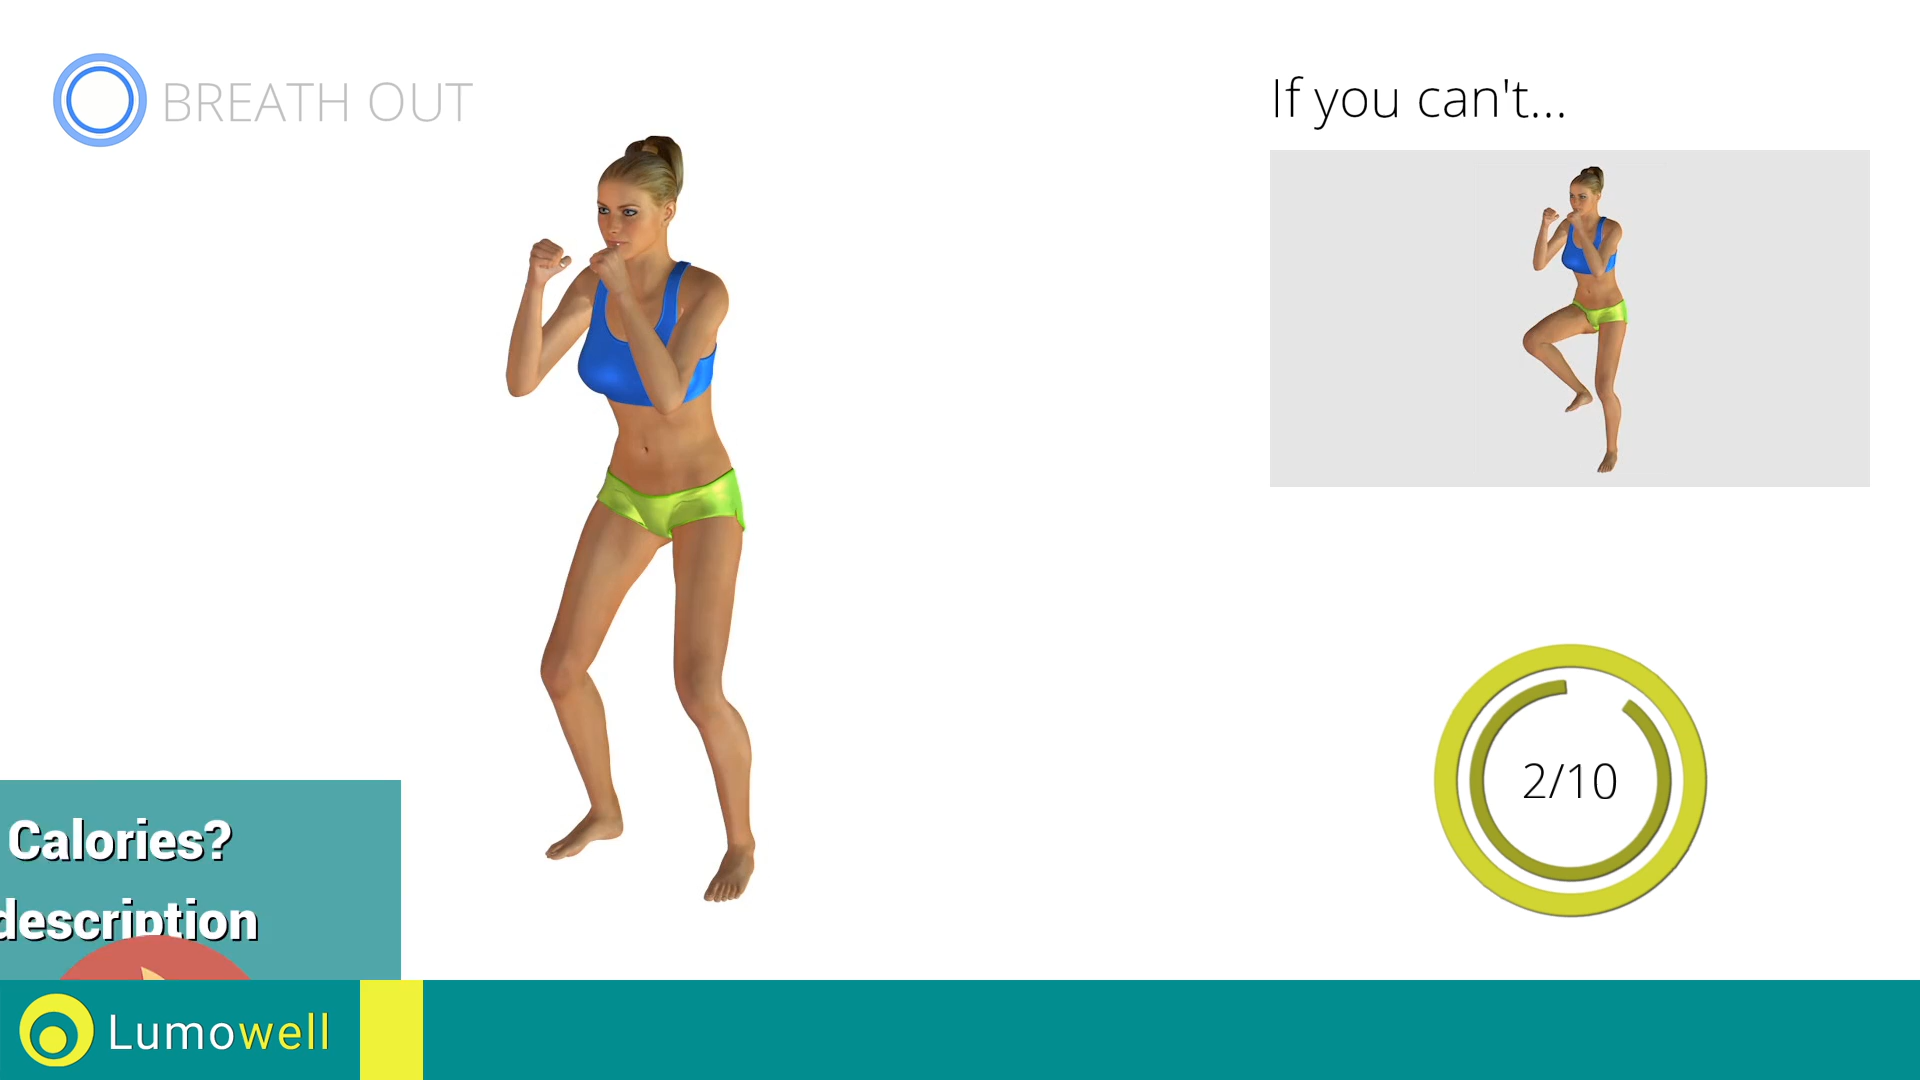 BREATH OUT
If you can't...
2/10
Calories?
description
Lumowell